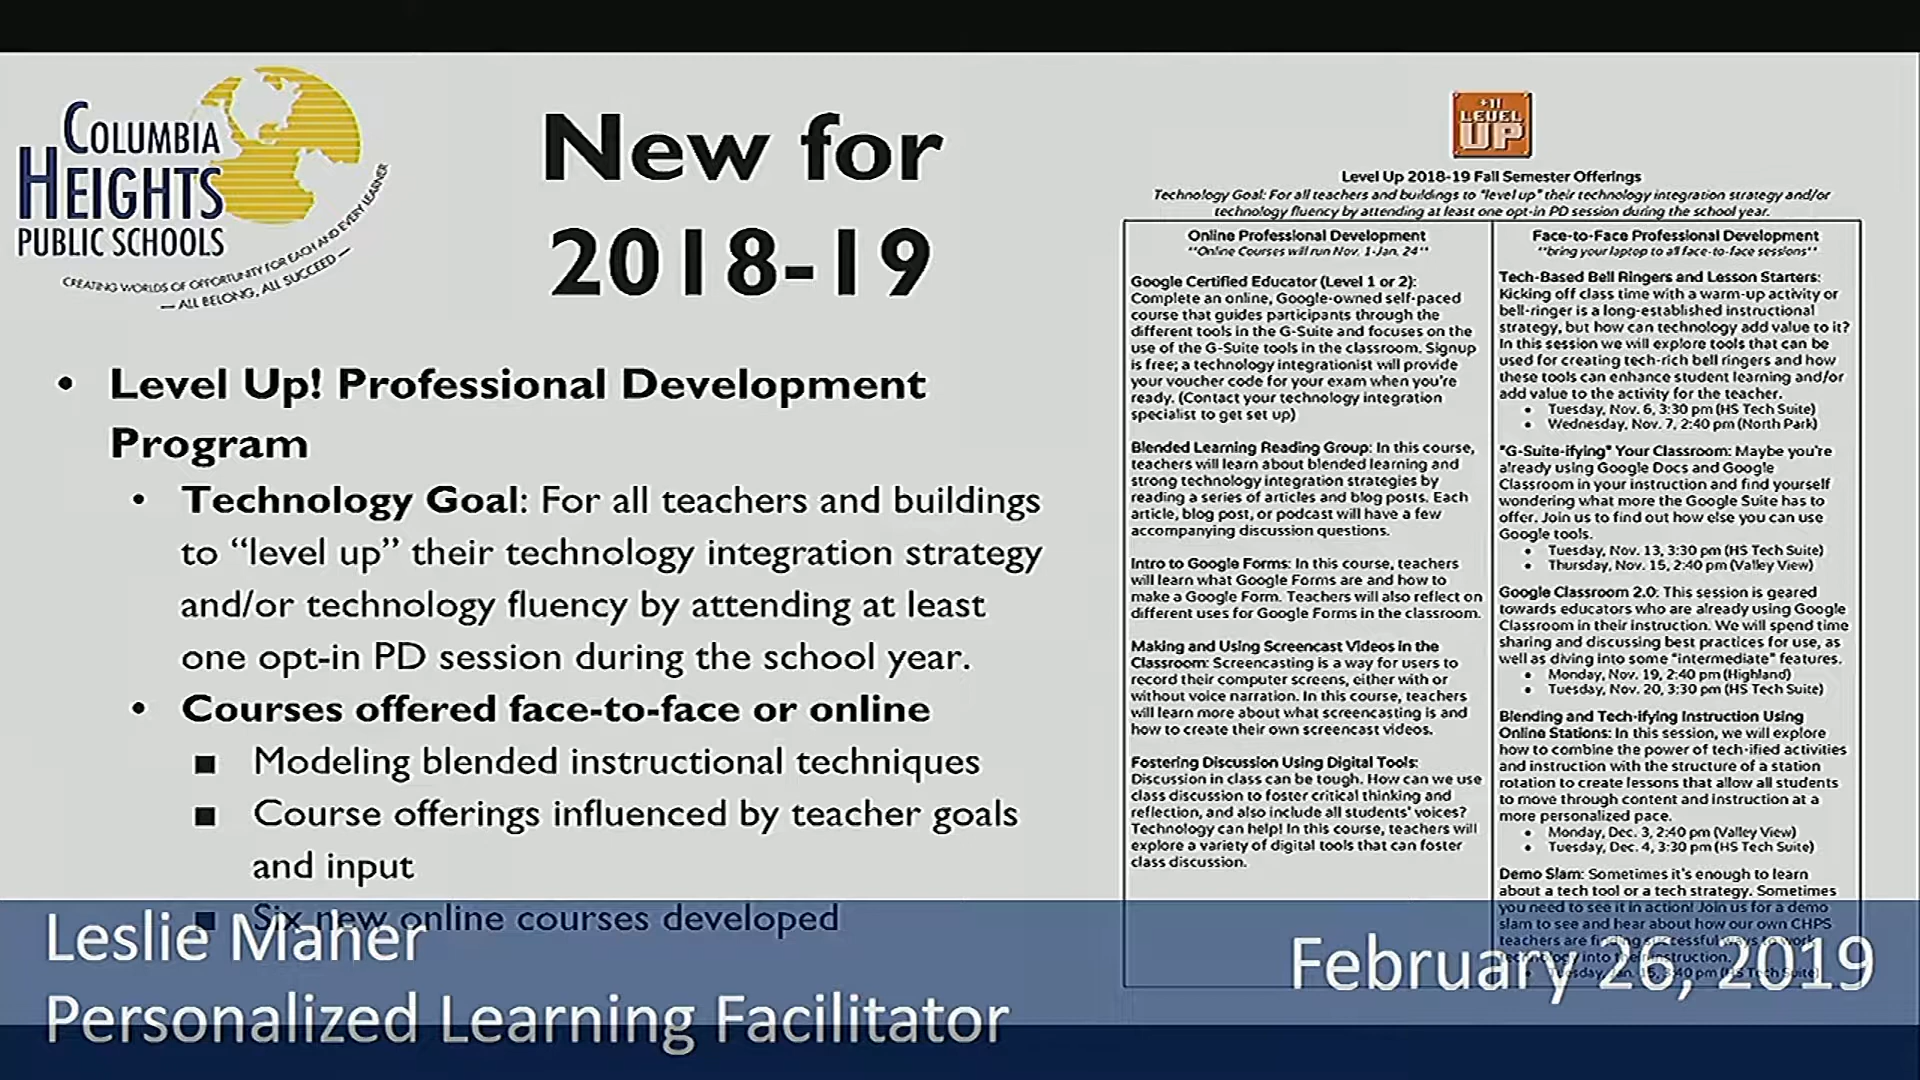 COLUMBIA
HEIGHTS
PUBLIC SCHOOLS
CREATING WORLDS OF OPPORTUNITY FOR EACH AND EVERY LEARNER
— ALL BELONG, ALL SUCCEED —
New for
2018-19
• Level Up! Professional Development
Program
• Technology Goal: For all teachers and buildings
to “level up” their technology integration strategy
and/or technology fluency by attending at least
one opt-in PD session during the school year.
• Courses offered face-to-face or online
■ Modeling blended instructional techniques
■ Course offerings influenced by teacher goals
and input
■ Six new online courses developed
+1!
LEVEL
UP
Level Up 2018-19 Fall Semester Offerings
Technology Goal: For all teachers and buildings to "level up" their technology integration strategy and/or
technology fluency by attending at least one opt-in PD session during the school year.
Online Professional Development
**Online Courses will run Nov. 1-Jan. 24**
Google Certified Educator (Level 1 or 2):
Complete an online, Google-owned self-paced
course that guides participants through the
different tools in the G-Suite and focuses on the
use of the G-Suite tools in the classroom. Signup
is free; a technology integrationist will provide
your voucher code for your exam when you're
ready. (Contact your technology integration
specialist to get set up)
Blended Learning Reading Group: In this course,
teachers will learn about blended learning and
strong technology integration strategies by
reading a series of articles and blog posts. Each
article, blog post, or podcast will have a few
accompanying discussion questions.
Intro to Google Forms: In this course, teachers
will learn what Google Forms are and how to
make a Google Form. Teachers will also reflect on
different uses for Google Forms in the classroom.
Making and Using Screencast Videos in the
Classroom: Screencasting is a way for users to
record their computer screens, either with or
without voice narration. In this course, teachers
will learn more about what screencasting is and
how to create their own screencast videos.
Fostering Discussion Using Digital Tools:
Discussion in class can be tough. How can we use
class discussion to foster critical thinking and
reflection, and also include all students' voices?
Technology can help! In this course, teachers will
explore a variety of digital tools that can foster
class discussion.
Face-to-Face Professional Development
**bring your laptop to all face-to-face sessions**
Tech-Based Bell Ringers and Lesson Starters:
Kicking off class time with a warm-up activity or
bell-ringer is a long-established instructional
strategy, but how can technology add value to it?
In this session we will explore tools that can be
used for creating tech-rich bell ringers and how
these tools can enhance student learning and/or
add value to the activity for the teacher.
• Tuesday, Nov. 6, 3:30 pm (HS Tech Suite)
• Wednesday, Nov. 7, 2:40 pm (North Park)
"G-Suite-ifying" Your Classroom: Maybe you're
already using Google Docs and Google
Classroom in your instruction and find yourself
wondering what more the Google Suite has to
offer. Join us to find out how else you can use
Google tools.
• Tuesday, Nov. 13, 3:30 pm (HS Tech Suite)
• Thursday, Nov. 15, 2:40 pm (Valley View)
Google Classroom 2.0: This session is geared
towards educators who are already using Google
Classroom in their instruction. We will spend time
sharing and discussing best practices for use, as
well as diving into some "intermediate" features.
• Monday, Nov. 19, 2:40 pm (Highland)
• Tuesday, Nov. 20, 3:30 pm (HS Tech Suite)
Blending and Tech-ifying Instruction Using
Online Stations: In this session, we will explore
how to combine the power of tech-ified activities
and instruction with the structure of a station
rotation to create lessons that allow all students
to move through content and instruction at a
more personalized pace.
• Monday, Dec. 3, 2:40 pm (Valley View)
• Tuesday, Dec. 4, 3:30 pm (HS Tech Suite)
Demo Slam: Sometimes it's enough to learn
about a tech tool or a tech strategy. Sometimes
you need to see it in action! Join us for a demo
slam to see and hear about how our own CHPS
teachers are finding successful ways to work
technology into their instruction.
• Tuesday, Jan. 15, 3:40 pm (HS Tech Suite)
Leslie Maher
Personalized Learning Facilitator
February 26, 2019